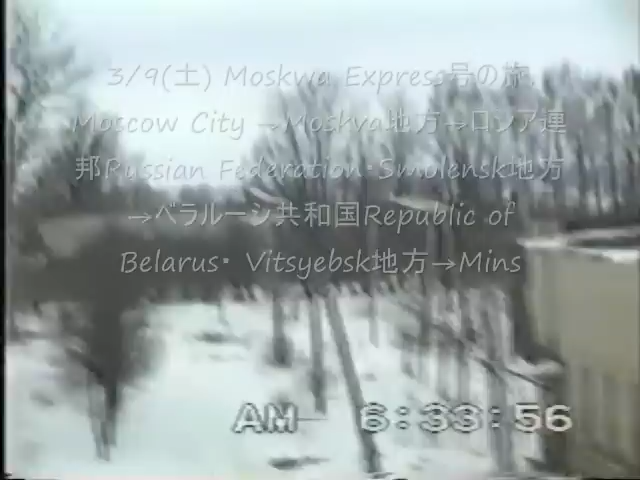 3/9(土) Moskwa Express号の旅
Moscow City →Moskva地方→ロシア連
邦Russian Federation・Smolensk地方
→ベラルーシ共和国Republic of
Belarus・ Vitsyebsk地方→Mins
AM 6:33:56